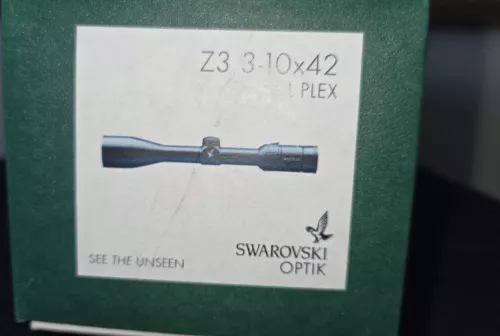 Z3 3-10x42
L PLEX
SEE THE UNSEEN
SWAROVSKI
OPTIK